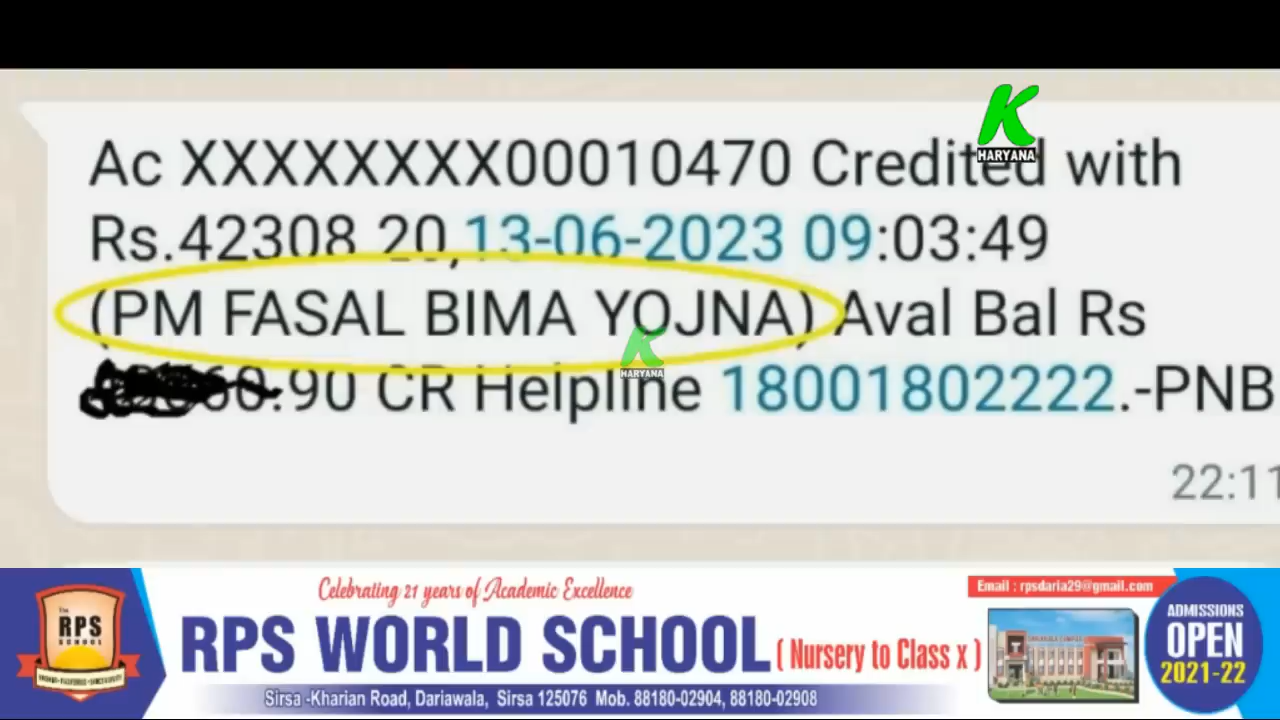 K
HARYANA
Ac XXXXXXXX00010470 Credited with
Rs.42308.20,13-06-2023 09:03:49
(PM FASAL BIMA YOJNA) Aval Bal Rs
K
HARYANA
.90 CR Helpline 18001802222.-PNB
22:11
Celebrating 21 years of Academic Excellence
Email : rpsdaria29@gmail.com
The
RPS
SCHOOL
RPS WORLD SCHOOL ( Nursery to Class x )
ADMISSIONS
OPEN
2021-22
Sirsa -Kharian Road, Dariawala, Sirsa 125076 Mob. 88180-02904, 88180-02908